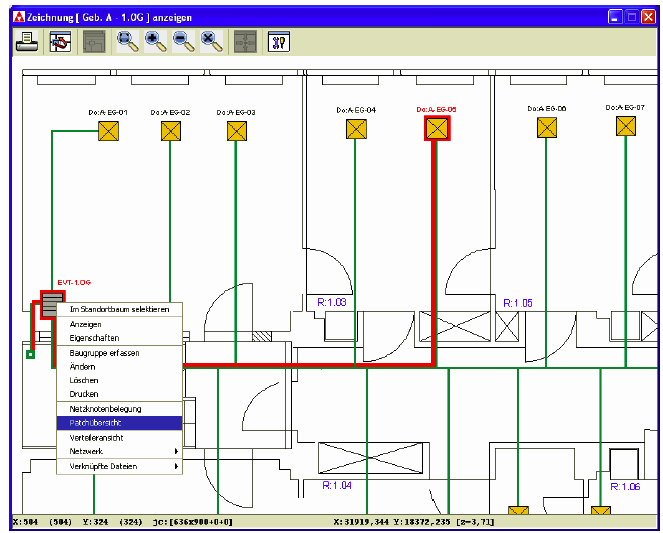 Zeichnung [ Geb. A - 1.OG ] anzeigen
Do:A-EG-01
Do:A-EG-02
Do:A-EG-03
Do:A-EG-04
Do:A-EG-05
Do:A-EG-06
Do:A-EG-07
EVT-1.OG
R:1.03
R:1.05
Im Standortbaum selektieren
Anzeigen
Eigenschaften
Baugruppe erfassen
Ändern
Löschen
Drucken
Netzknotenbelegung
Patchübersicht
Verteileransicht
Netzwerk
Verknüpfte Dateien
R:1.04
R:1.06
X:504 (504) Y:324 (324) jc:[636x900+0+0] X:31919,344 Y:18372,235 [z=3,71]